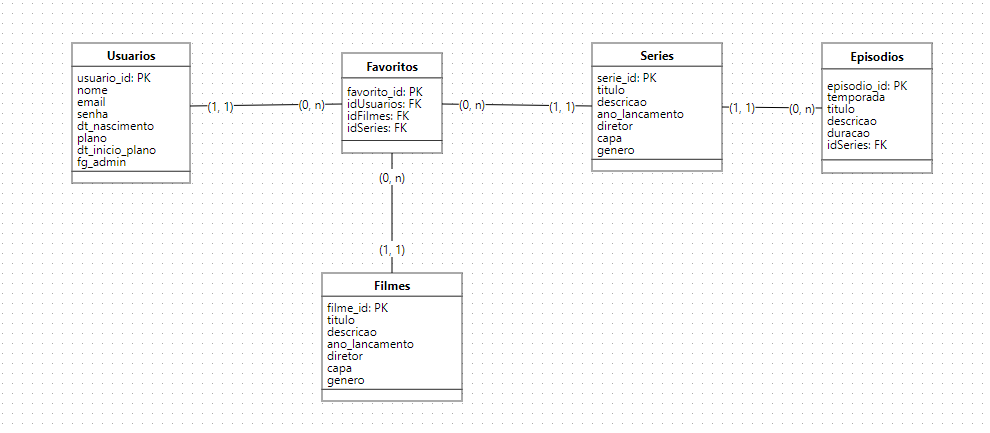 Usuarios
usuario_id: PK
nome
email
senha
dt_nascimento
plano
dt_inicio_plano
fg_admin
(1, 1)
(0, n)
Favoritos
favorito_id: PK
idUsuarios: FK
idFilmes: FK
idSeries: FK
(0, n)
(1, 1)
Series
serie_id: PK
titulo
descricao
ano_lancamento
diretor
capa
genero
(1, 1)
(0, n)
Episodios
episodio_id: PK
temporada
titulo
descricao
duracao
idSeries: FK
(0, n)
(1, 1)
Filmes
filme_id: PK
titulo
descricao
ano_lancamento
diretor
capa
genero